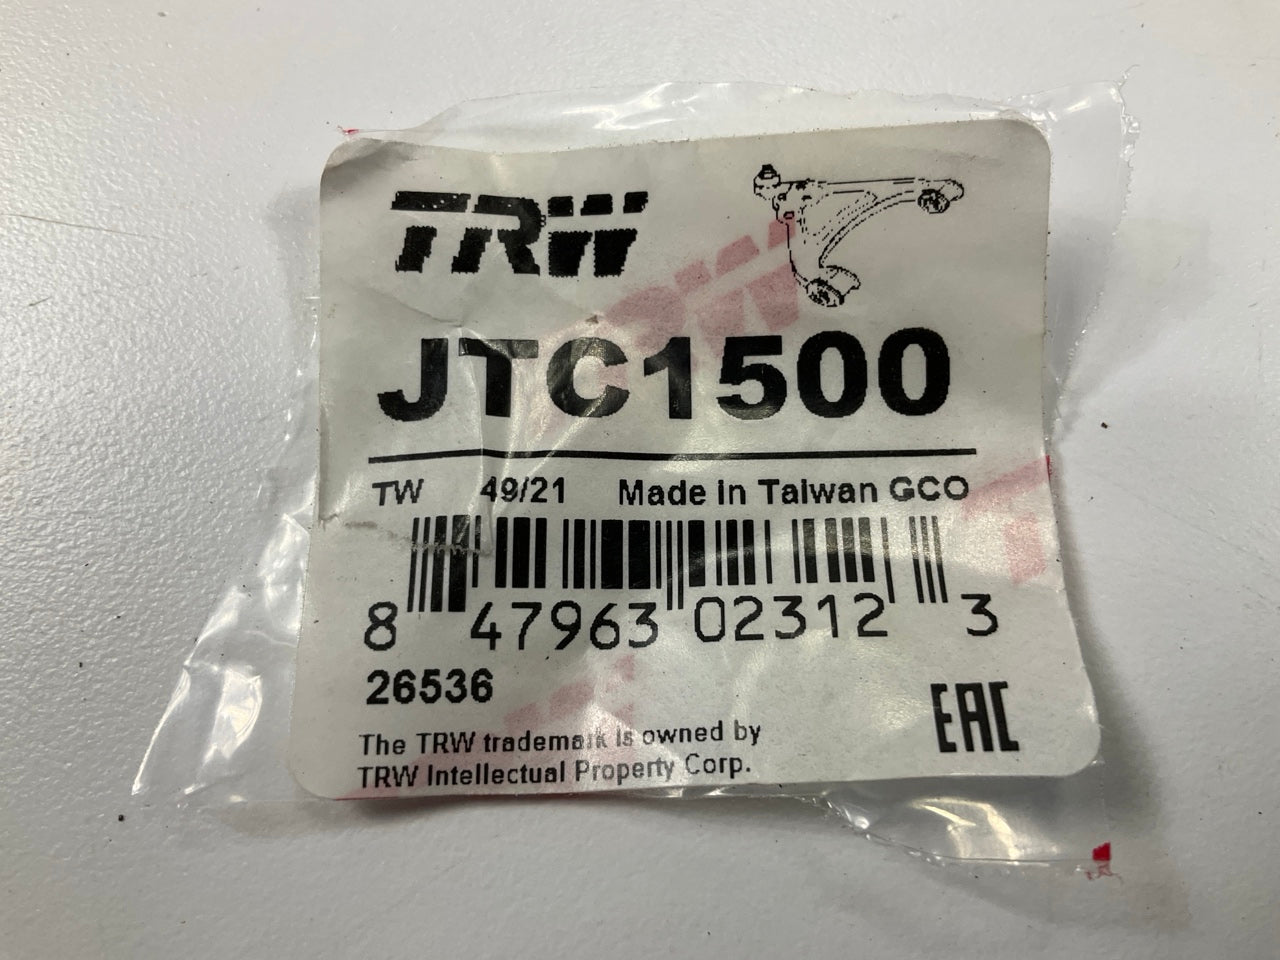 TRW
TRW
JTC1500
TW 49/21 Made in Taiwan GCO
8 47963 02312 3
26536
EAC
The TRW trademark is owned by
TRW Intellectual Property Corp.